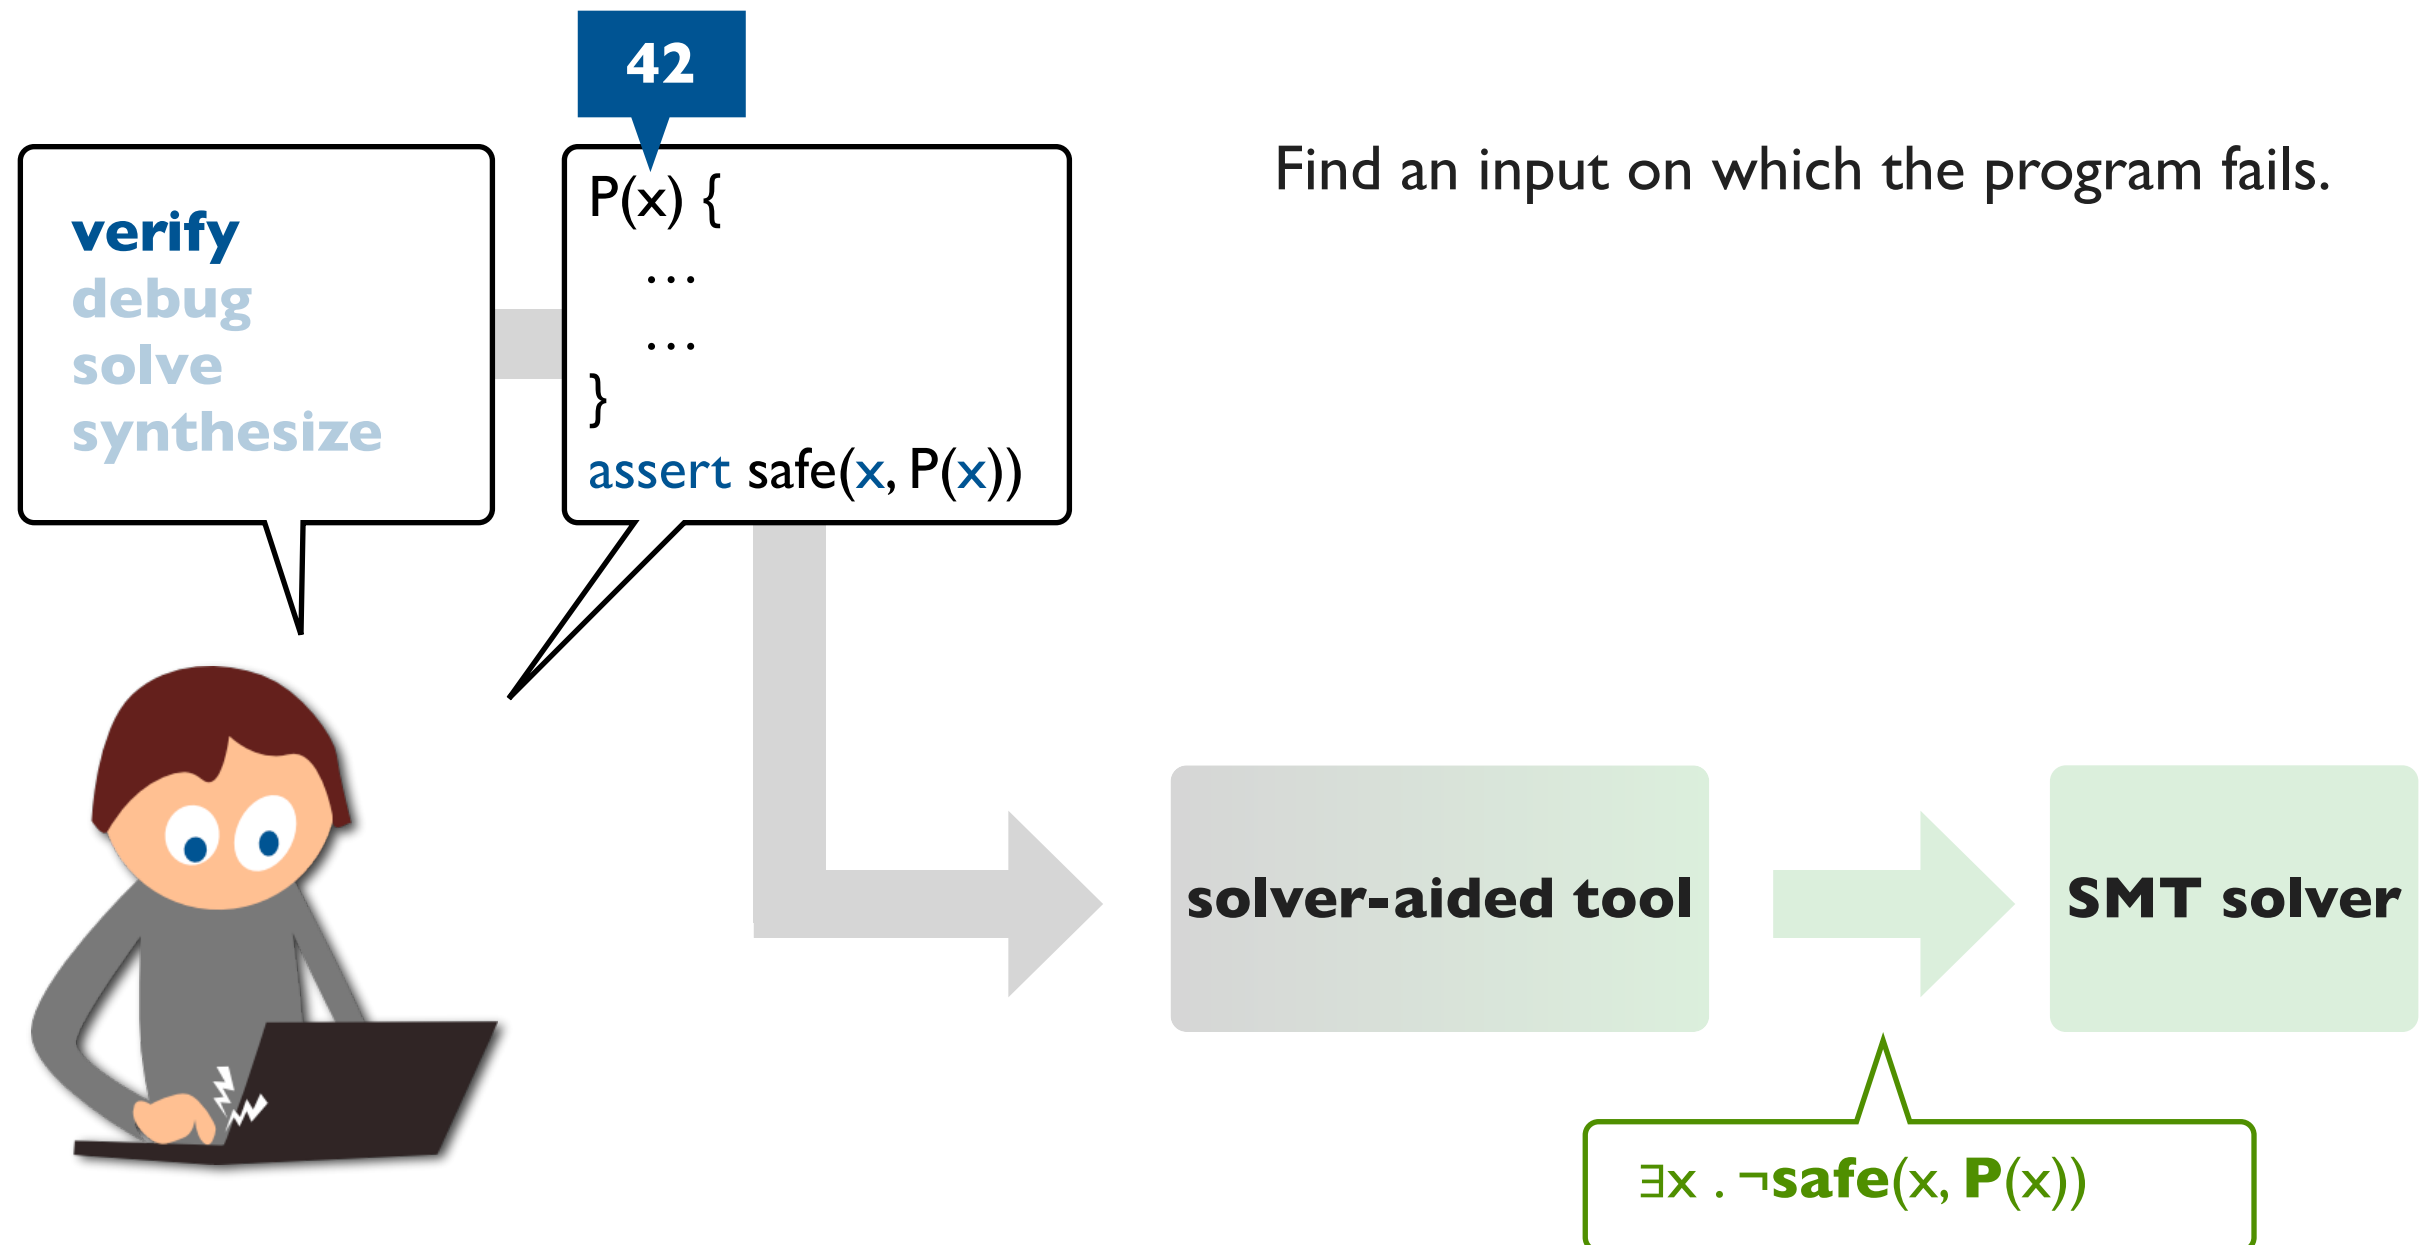 42
verify
debug
solve
synthesize
P(x) {
…
…
}
assert safe(x, P(x))
Find an input on which the program fails.
solver-aided tool
SMT solver
∃x . ¬safe(x, P(x))